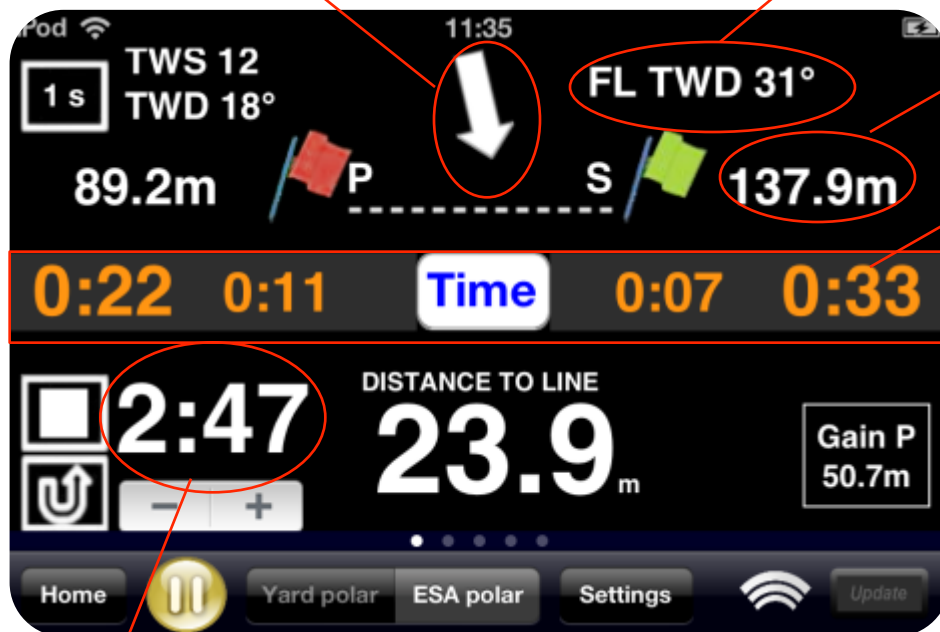 iPod 11:35
1 s
TWS 12
TWD 18°
FL TWD 31°
89.2m P S 137.9m
0:22 0:11 Time 0:07 0:33
2:47
- +
DISTANCE TO LINE
23.9 m
Gain P
50.7m
Home Yard polar ESA polar Settings Update